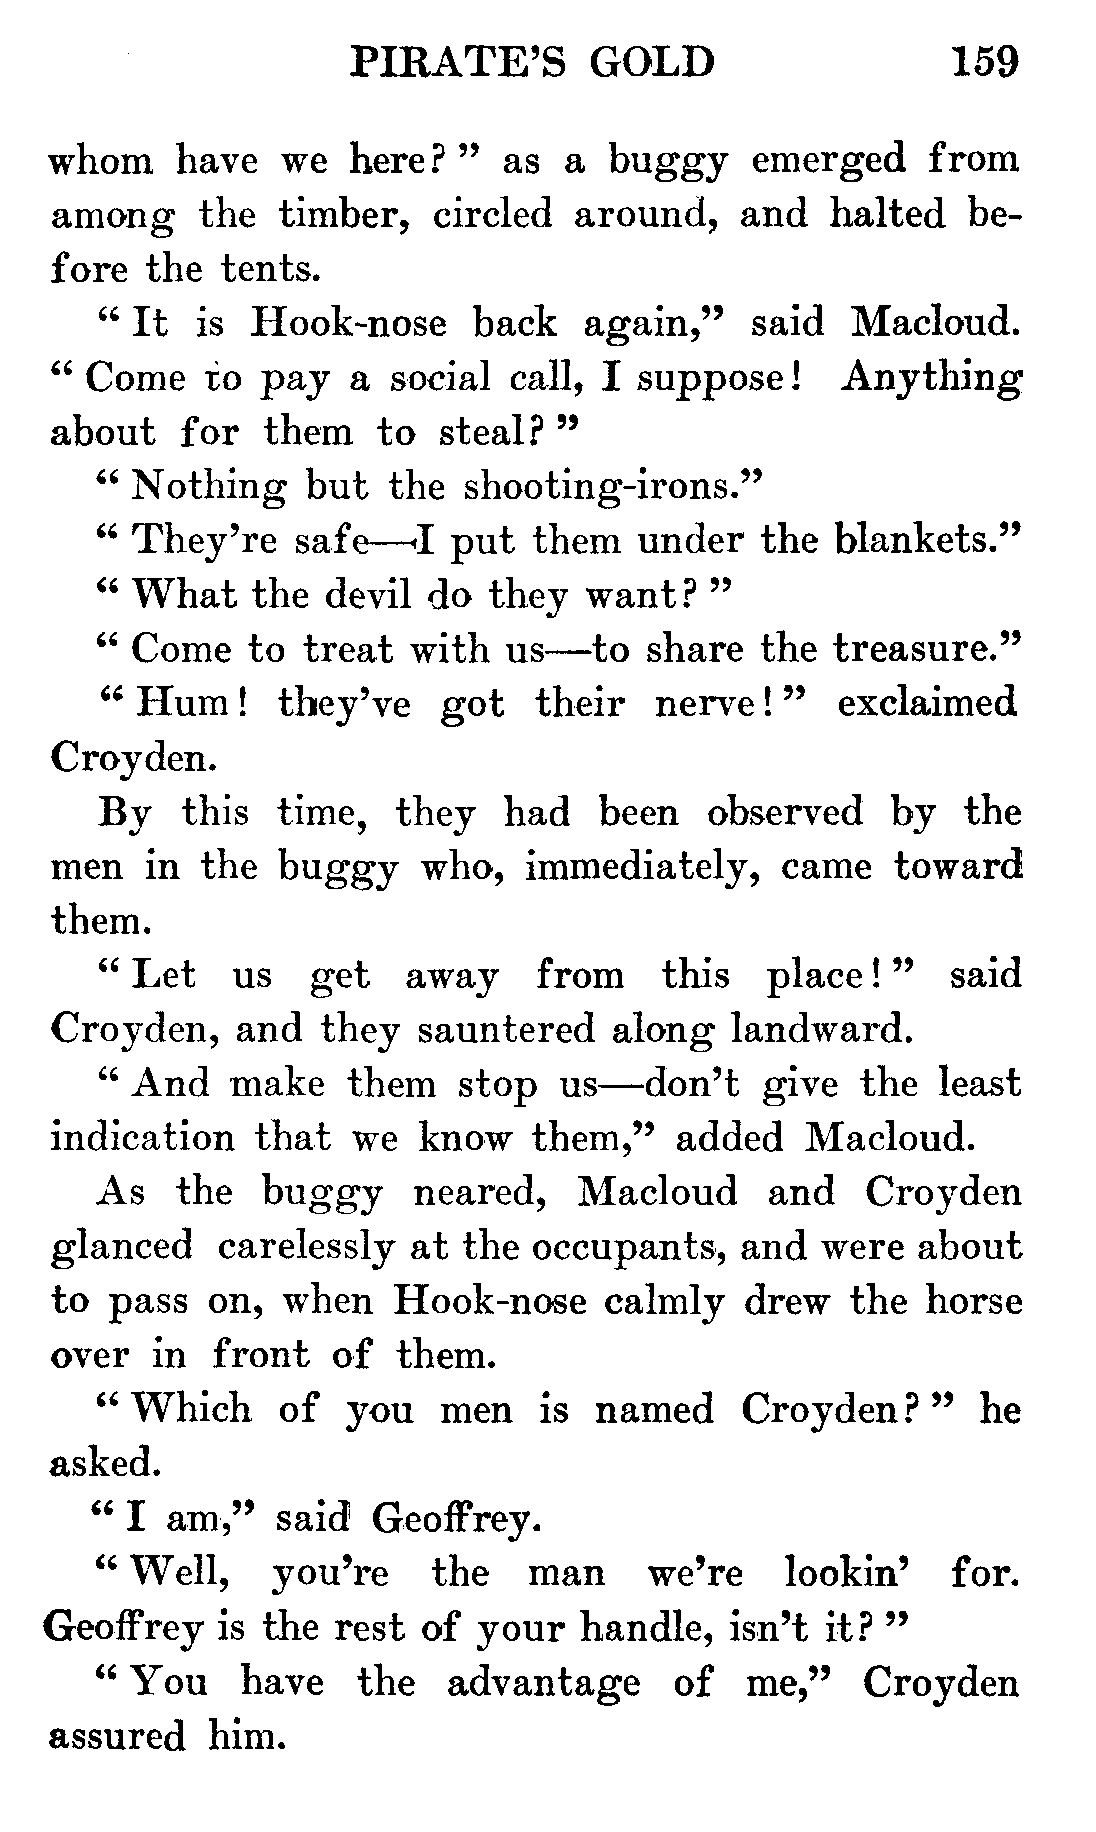 PIRATE'S GOLD 159
whom have we here?" as a buggy emerged from
among the timber, circled around, and halted be-
fore the tents.
"It is Hook-nose back again," said Macloud.
"Come to pay a social call, I suppose! Anything
about for them to steal?"
"Nothing but the shooting-irons."
"They're safe—I put them under the blankets."
"What the devil do they want?"
"Come to treat with us—to share the treasure."
"Hum! they've got their nerve!" exclaimed
Croyden.
By this time, they had been observed by the
men in the buggy who, immediately, came toward
them.
"Let us get away from this place!" said
Croyden, and they sauntered along landward.
"And make them stop us—don't give the least
indication that we know them," added Macloud.
As the buggy neared, Macloud and Croyden
glanced carelessly at the occupants, and were about
to pass on, when Hook-nose calmly drew the horse
over in front of them.
"Which of you men is named Croyden?" he
asked.
"I am," said Geoffrey.
"Well, you're the man we're lookin' for.
Geoffrey is the rest of your handle, isn't it?"
"You have the advantage of me," Croyden
assured him.